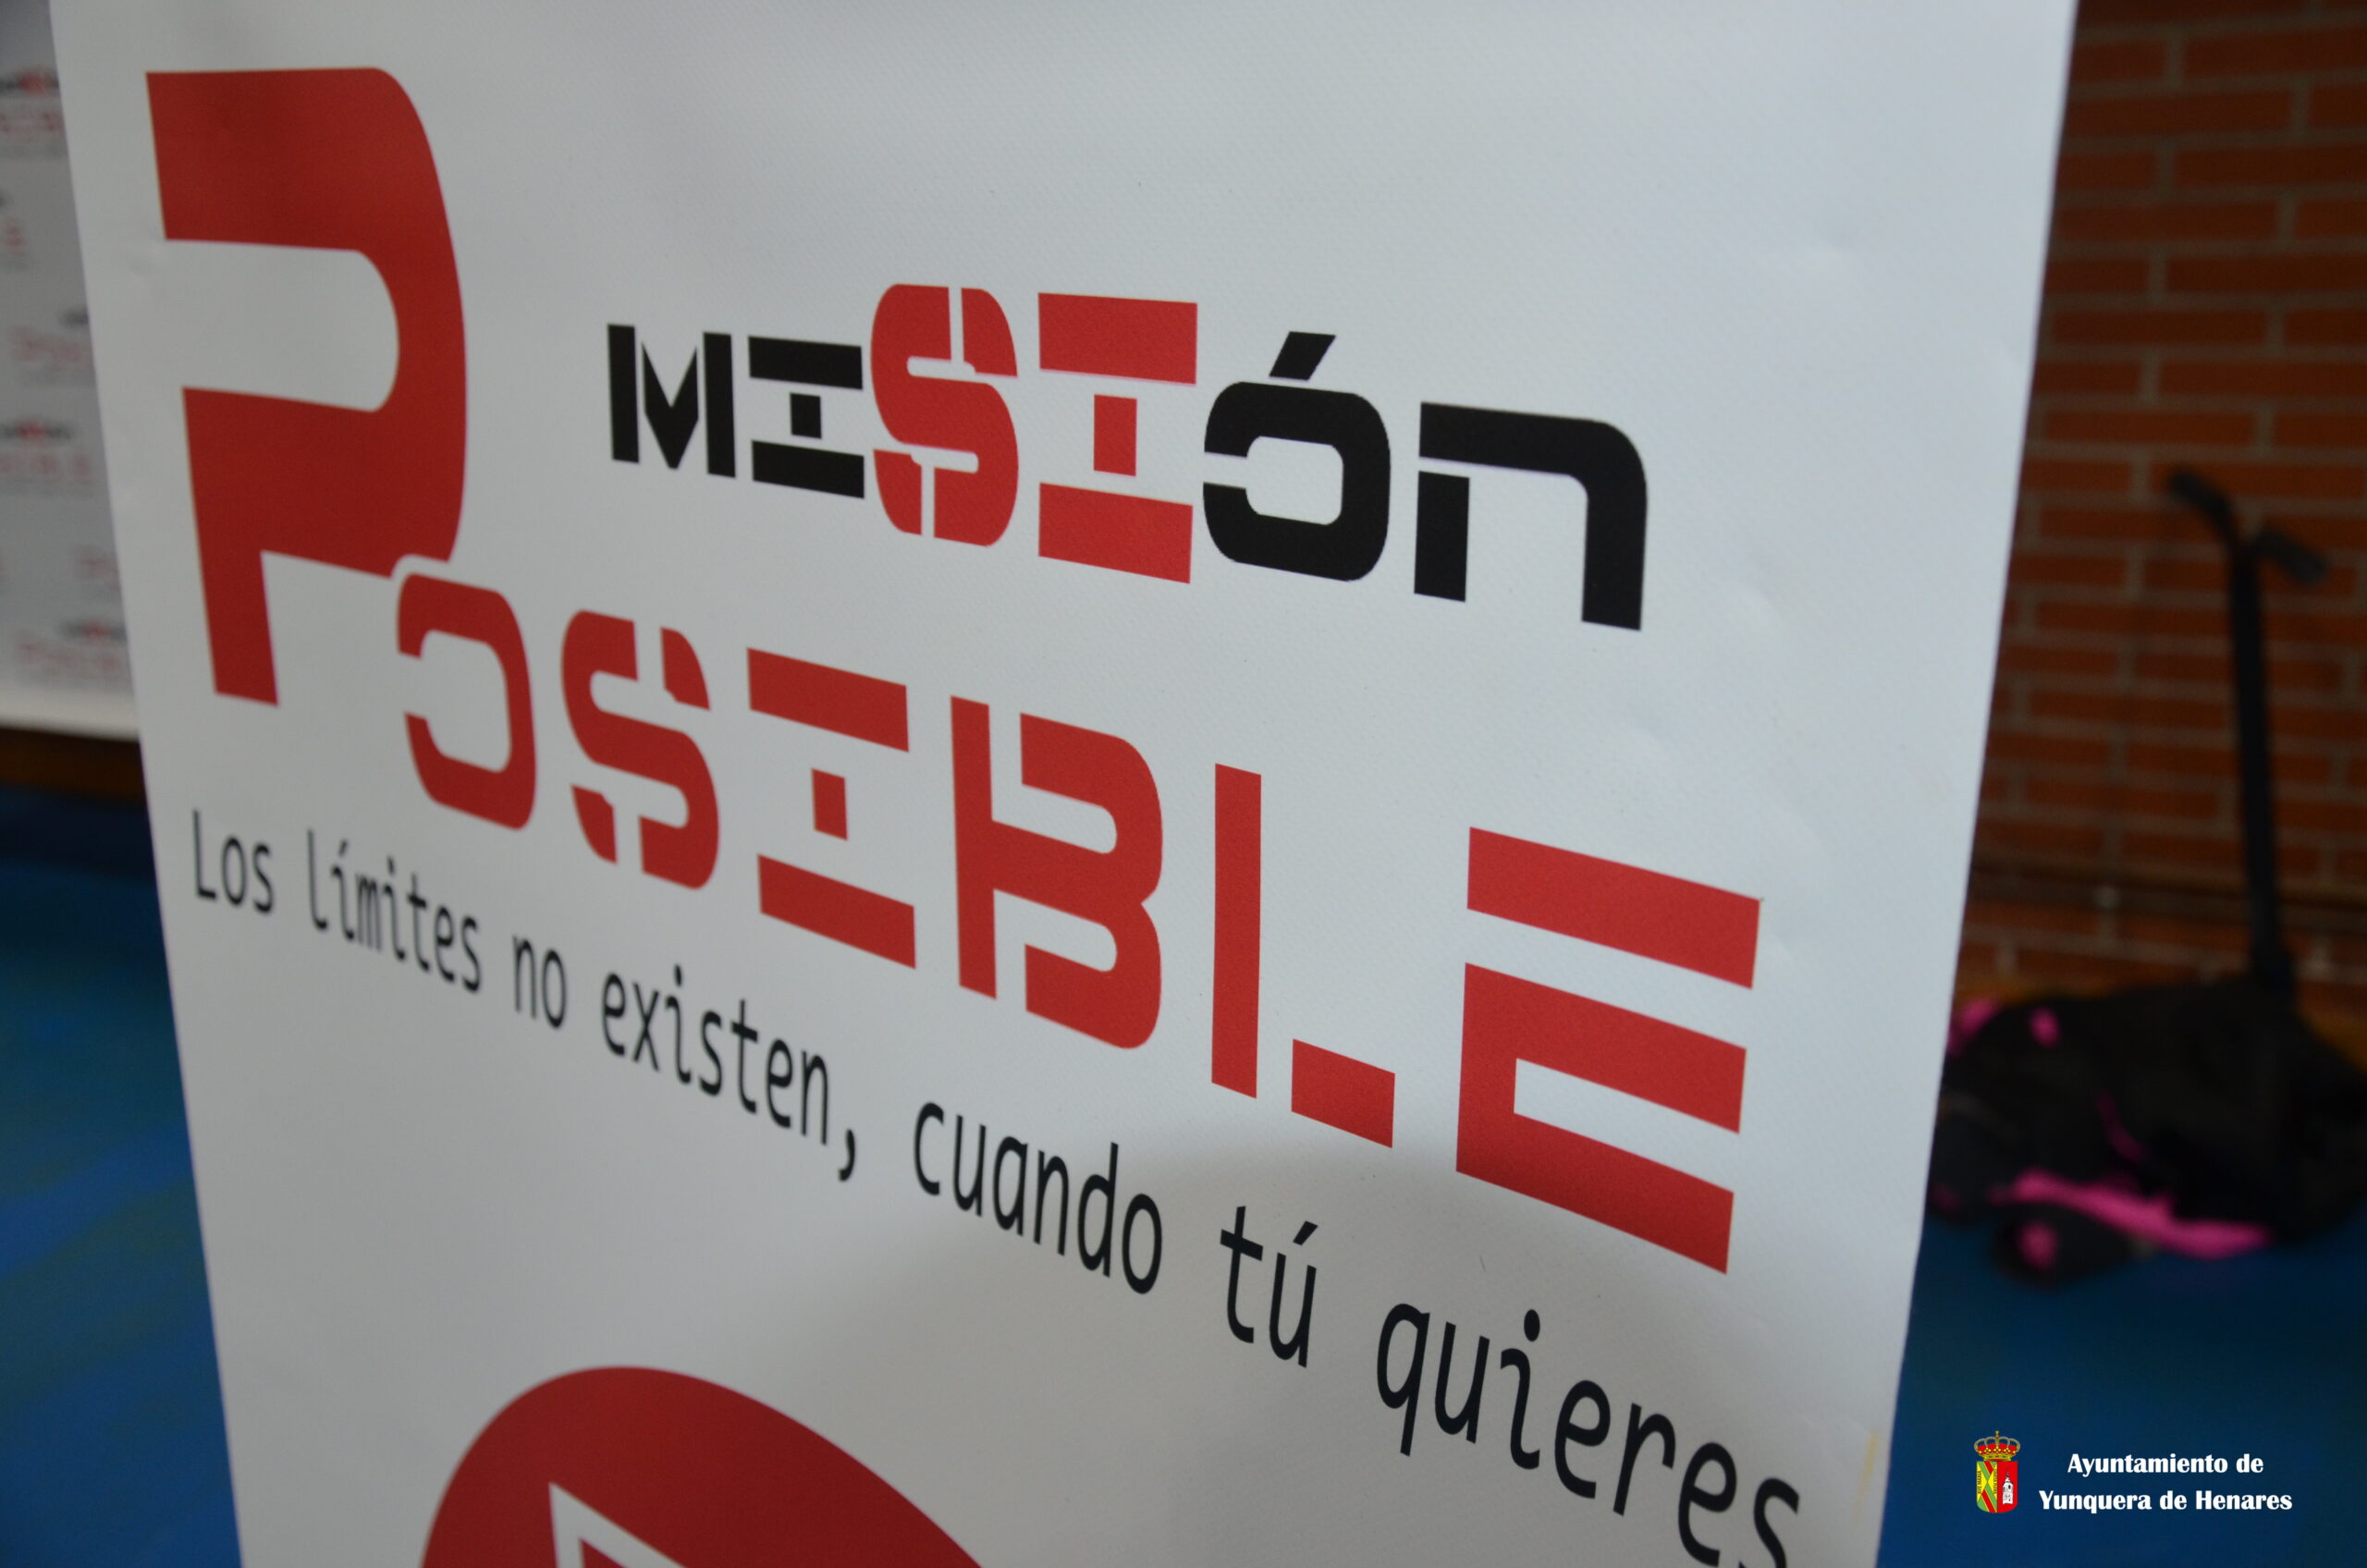 MISIÓn
POSIBLE
Los límites no existen, cuando tú quieres
Ayuntamiento de
Yunquera de Henares